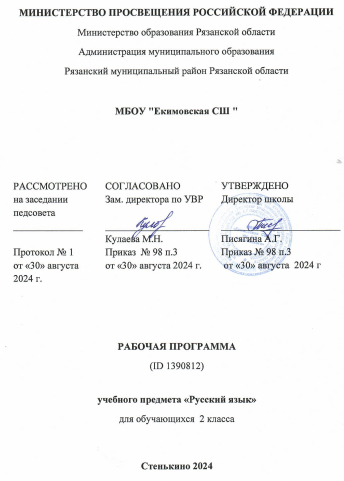 МИНИСТЕРСТВО ПРОСВЕЩЕНИЯ РОССИЙСКОЙ ФЕДЕРАЦИИ
Министерство образования Рязанской области
Администрация муниципального образования
Рязанский муниципальный район Рязанской области
МБОУ "Екимовская СШ "
РАССМОТРЕНО
на заседании
педсовета
Протокол № 1
от «30» августа
2024 г.
СОГЛАСОВАНО
Зам. директора по УВР
Кулаева М.Н.
Приказ № 98 п.3
от «30» августа 2024 г.
УТВЕРЖДЕНО
Директор школы
Писягина А.Г.
Приказ № 98 п.3
от «30» августа 2024 г
РАБОЧАЯ ПРОГРАММА
(ID 1390812)
учебного предмета «Русский язык»
для обучающихся 2 класса
Стенькино 2024